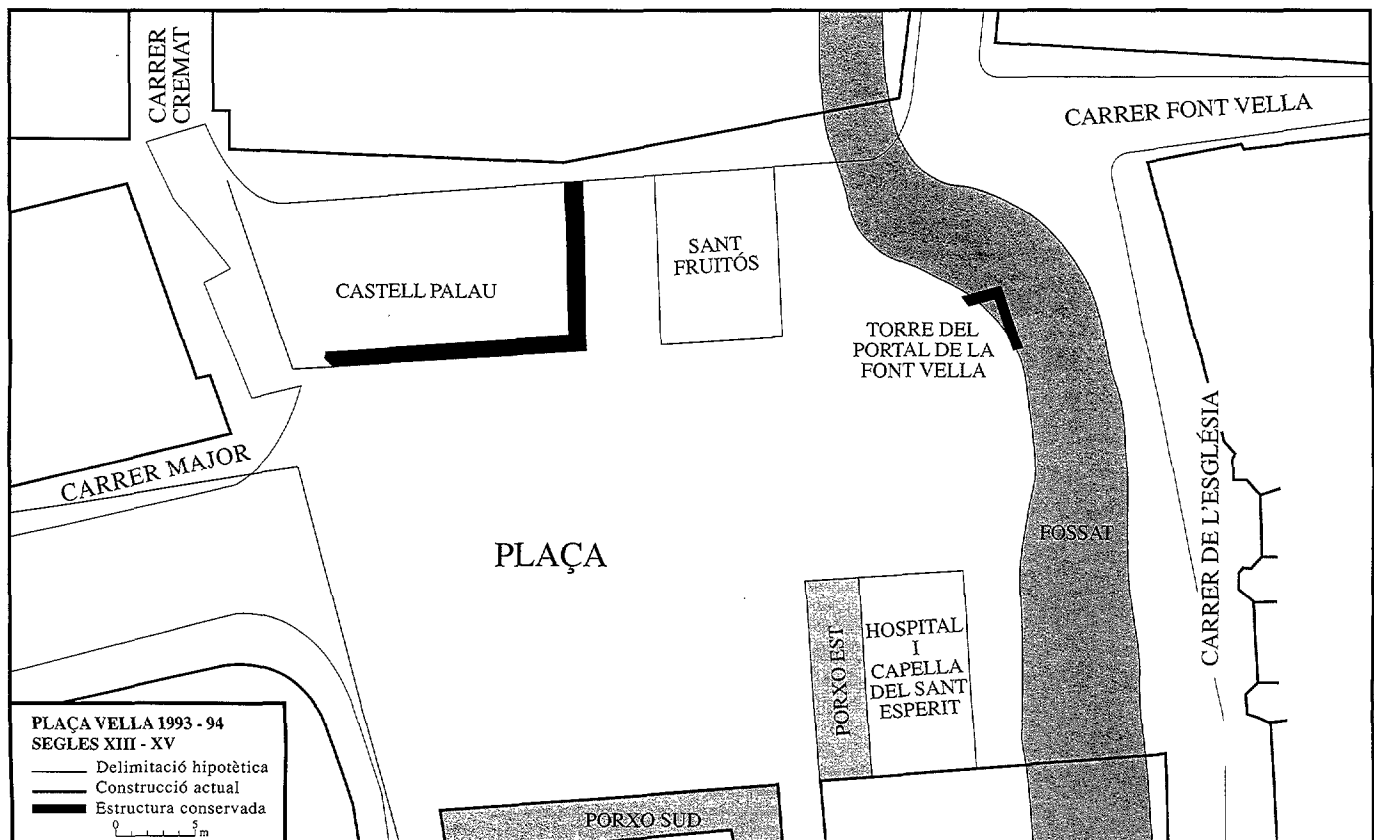 CARRER
CREMAT
CARRER FONT VELLA
SANT
FRUITÓS
CASTELL PALAU
TORRE DEL
PORTAL DE LA
FONT VELLA
CARRER DE L'ESGLÉSIA
CARRER MAJOR
PLAÇA
FOSSAT
PORXO EST
HOSPITAL
I
CAPELLA
DEL SANT
ESPERIT
PORXO SUD
PLAÇA VELLA 1993 - 94
SEGLES XIII - XV
Delimitació hipotètica
Construcció actual
Estructura conservada
0 5 m